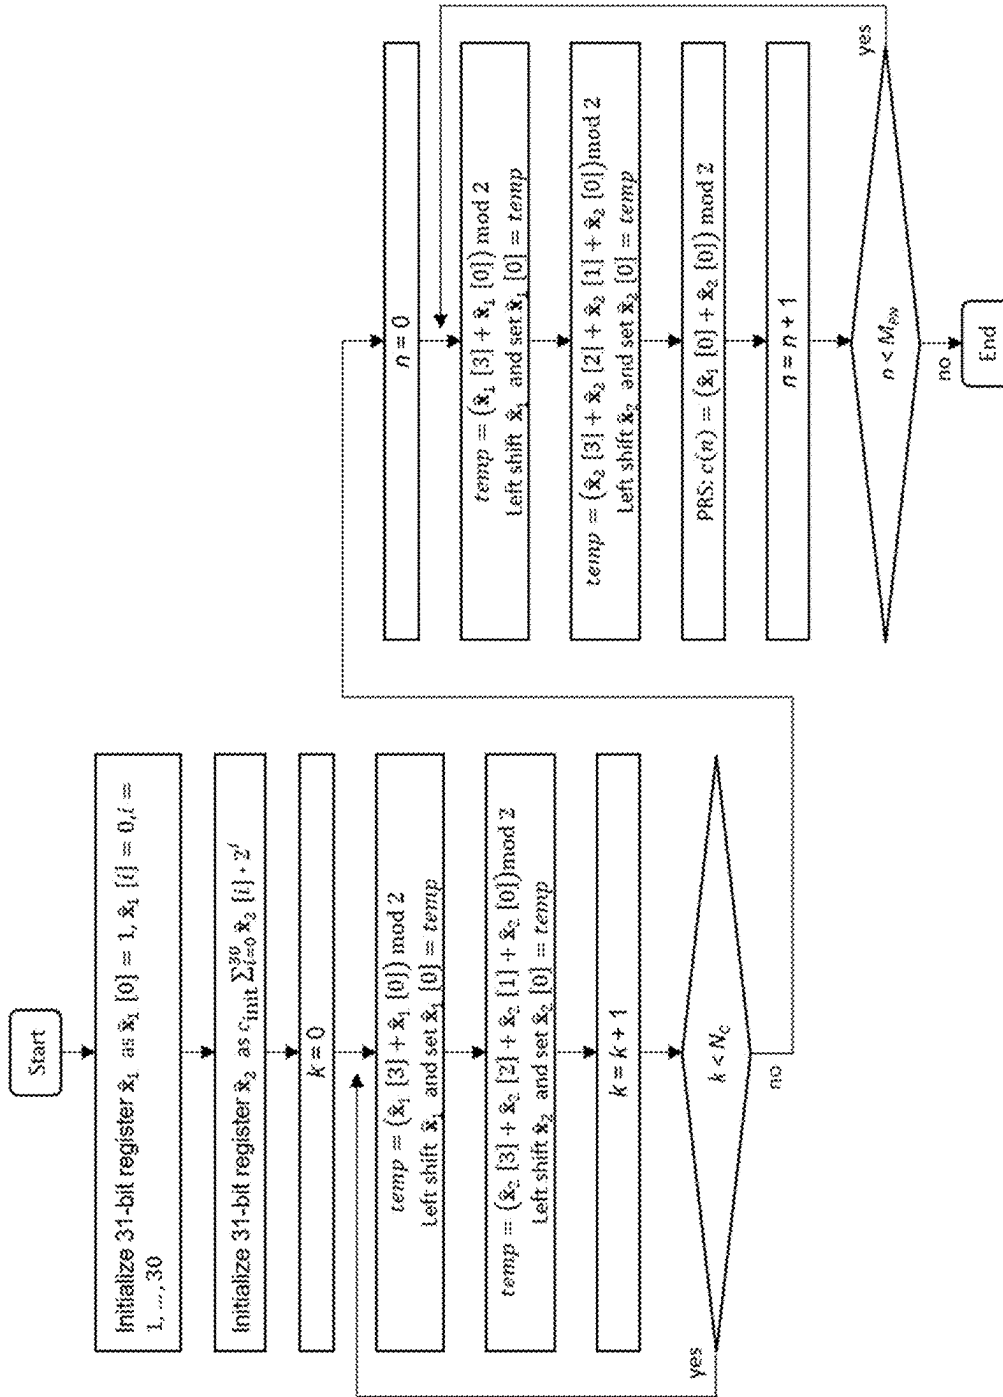 Start
Initialize 31-bit register x̂₁ as x̂₁ [0] = 1, x̂₁ [i] = 0, i =
1, ..., 30
Initialize 31-bit register x̂₂ as c_init Σ_{i=0}^{30} x̂₂ [i] · 2^i
k = 0
temp = (x̂₁ [3] + x̂₁ [0]) mod 2
Left shift x̂₁ and set x̂₁ [0] = temp
temp = (x̂₂ [3] + x̂₂ [2] + x̂₂ [1] + x̂₂ [0])mod 2
Left shift x̂₂ and set x̂₂ [0] = temp
k = k + 1
k < N_C
yes
no
n = 0
temp = (x̂₁ [3] + x̂₁ [0]) mod 2
Left shift x̂₁ and set x̂₁ [0] = temp
temp = (x̂₂ [3] + x̂₂ [2] + x̂₂ [1] + x̂₂ [0])mod 2
Left shift x̂₂ and set x̂₂ [0] = temp
PRS: c(n) = (x̂₁ [0] + x̂₂ [0]) mod 2
n = n + 1
n < M_PN
yes
no
End